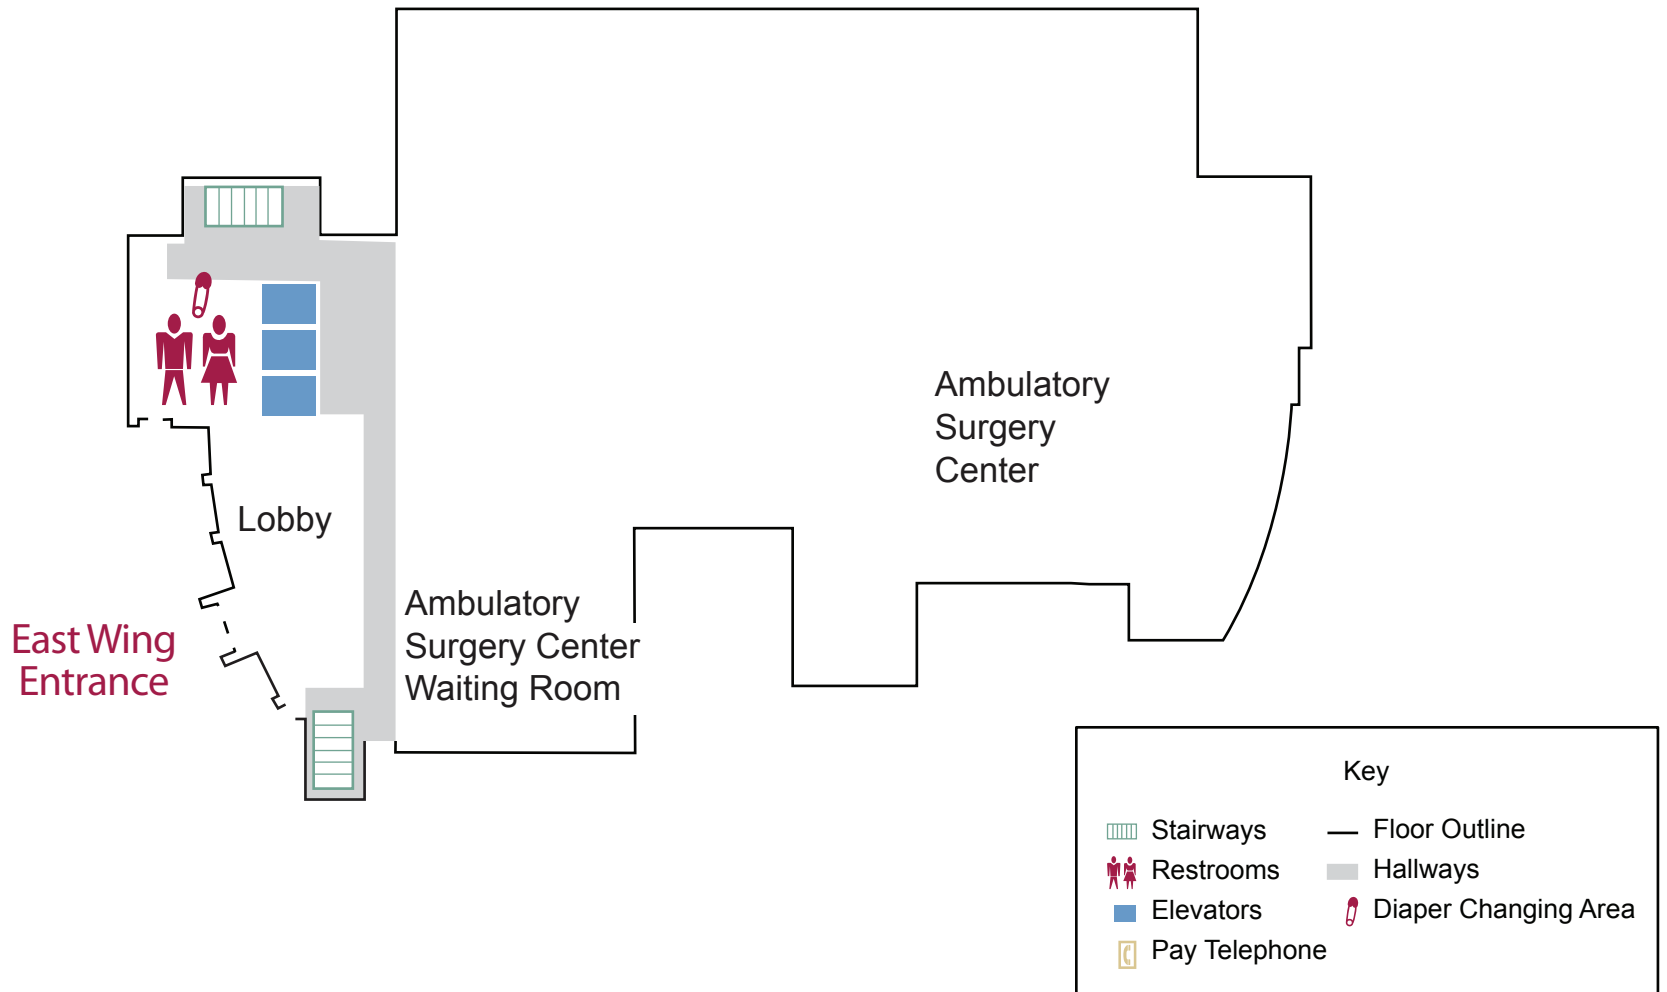 Ambulatory
Surgery
Center
Lobby
Ambulatory
Surgery Center
Waiting Room
East Wing
Entrance
Key
Stairways
Floor Outline
Restrooms
Hallways
Elevators
Diaper Changing Area
Pay Telephone